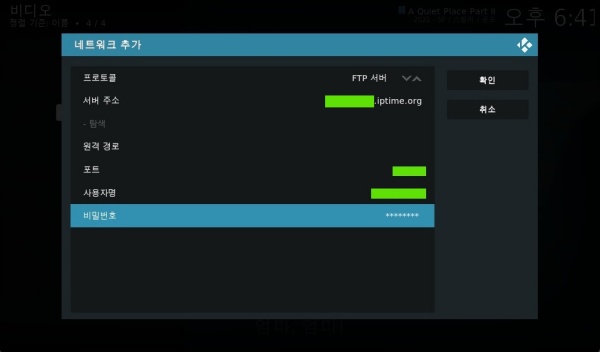 비디오
정렬 기준: 이름 • 4 / 4
A Quiet Place Part II
오후 6:41
네트워크 추가
프로토콜 FTP 서버
확인
서버 주소 .iptime.org
취소
- 탐색
원격 경로
포트
사용자명
비밀번호 ********